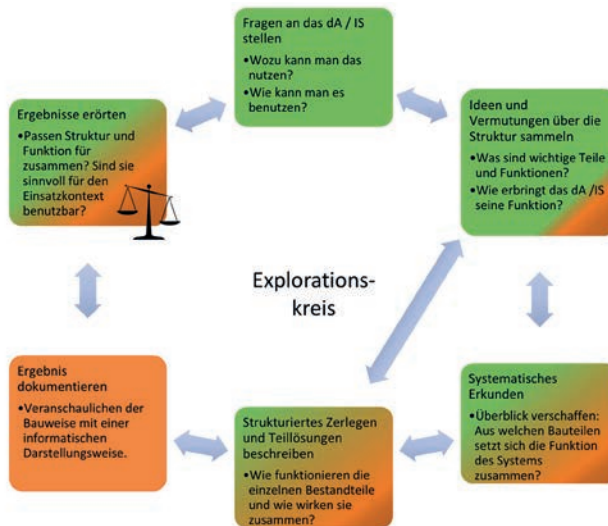 Fragen an das dA / IS
stellen
•Wozu kann man das
nutzen?
•Wie kann man es
benutzen?
Ideen und
Vermutungen über die
Struktur sammeln
•Was sind wichtige Teile
und Funktionen?
•Wie erbringt das dA /IS
seine Funktion?
Systematisches
Erkunden
•Überblick verschaffen:
Aus welchen Bauteilen
setzt sich die Funktion
des Systems
zusammen?
Strukturiertes Zerlegen
und Teillösungen
beschreiben
•Wie funktionieren die
einzelnen Bestandteile
und wie wirken sie
zusammen?
Ergebnis
dokumentieren
•Veranschaulichen der
Bauweise mit einer
informatischen
Darstellungsweise.
Ergebnisse erörten
•Passen Struktur und
Funktion für
zusammen? Sind sie
sinnvoll für den
Einsatzkontext
benutzbar?
Explorations-
kreis